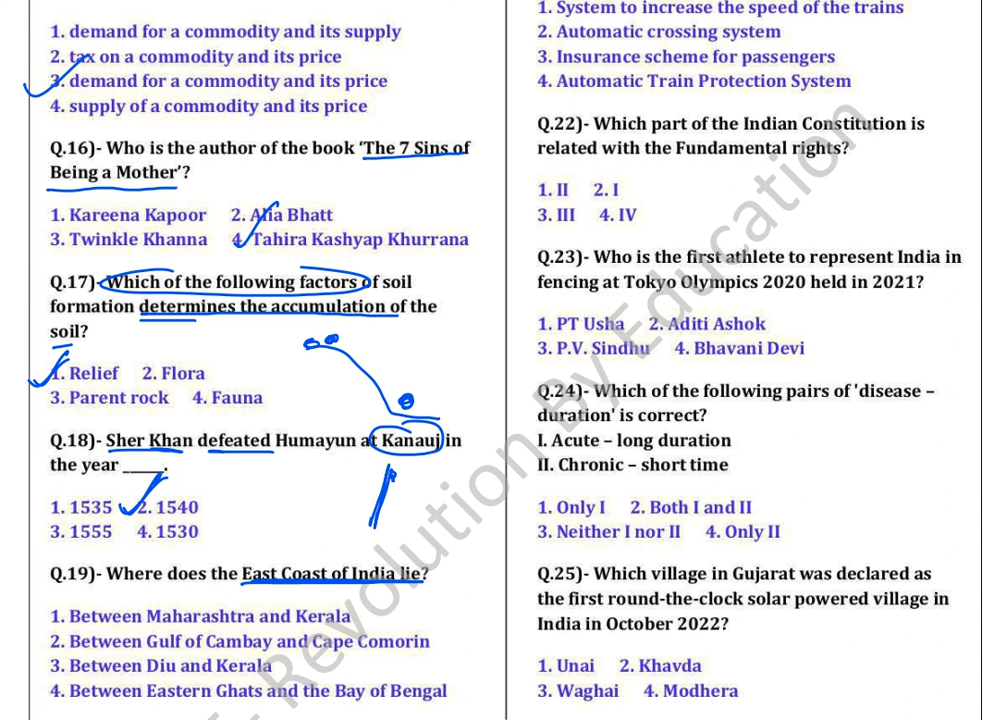 1. demand for a commodity and its supply
2. tax on a commodity and its price
3. demand for a commodity and its price
4. supply of a commodity and its price
Q.16)- Who is the author of the book ‘The 7 Sins of
Being a Mother’?
1. Kareena Kapoor 2. Alia Bhatt
3. Twinkle Khanna 4. Tahira Kashyap Khurrana
Q.17)- Which of the following factors of soil
formation determines the accumulation of the
soil?
1. Relief 2. Flora
3. Parent rock 4. Fauna
Q.18)- Sher Khan defeated Humayun at Kanauj in
the year _____.
1. 1535 2. 1540
3. 1555 4. 1530
Q.19)- Where does the East Coast of India lie?
1. Between Maharashtra and Kerala
2. Between Gulf of Cambay and Cape Comorin
3. Between Diu and Kerala
4. Between Eastern Ghats and the Bay of Bengal
1. System to increase the speed of the trains
2. Automatic crossing system
3. Insurance scheme for passengers
4. Automatic Train Protection System
Q.22)- Which part of the Indian Constitution is
related with the Fundamental rights?
1. II 2. I
3. III 4. IV
Q.23)- Who is the first athlete to represent India in
fencing at Tokyo Olympics 2020 held in 2021?
1. PT Usha 2. Aditi Ashok
3. P.V. Sindhu 4. Bhavani Devi
Q.24)- Which of the following pairs of 'disease –
duration' is correct?
I. Acute – long duration
II. Chronic – short time
1. Only I 2. Both I and II
3. Neither I nor II 4. Only II
Q.25)- Which village in Gujarat was declared as
the first round-the-clock solar powered village in
India in October 2022?
1. Unai 2. Khavda
3. Waghai 4. Modhera
Revolution By Education